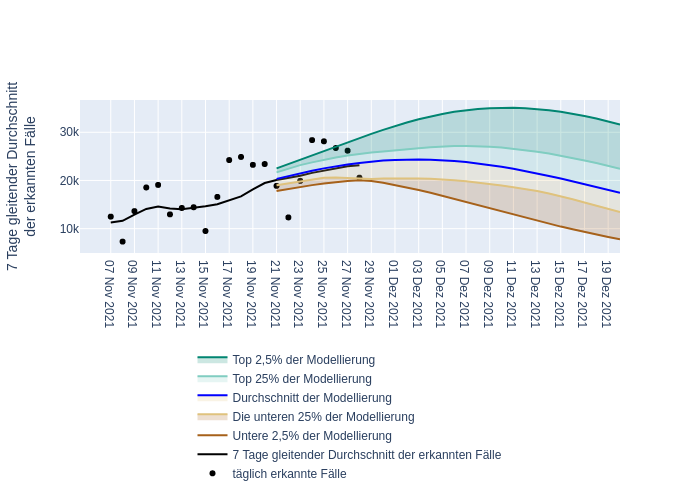 7 Tage gleitender Durchschnitt
der erkannten Fälle
30k
20k
10k
07 Nov 2021
09 Nov 2021
11 Nov 2021
13 Nov 2021
15 Nov 2021
17 Nov 2021
19 Nov 2021
21 Nov 2021
23 Nov 2021
25 Nov 2021
27 Nov 2021
29 Nov 2021
01 Dez 2021
03 Dez 2021
05 Dez 2021
07 Dez 2021
09 Dez 2021
11 Dez 2021
13 Dez 2021
15 Dez 2021
17 Dez 2021
19 Dez 2021
Top 2,5% der Modellierung
Top 25% der Modellierung
Durchschnitt der Modellierung
Die unteren 25% der Modellierung
Untere 2,5% der Modellierung
7 Tage gleitender Durchschnitt der erkannten Fälle
täglich erkannte Fälle